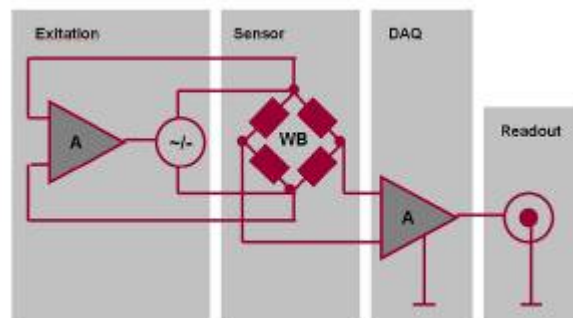 Exitation
Sensor
DAQ
Readout
A
~/-
WB
A